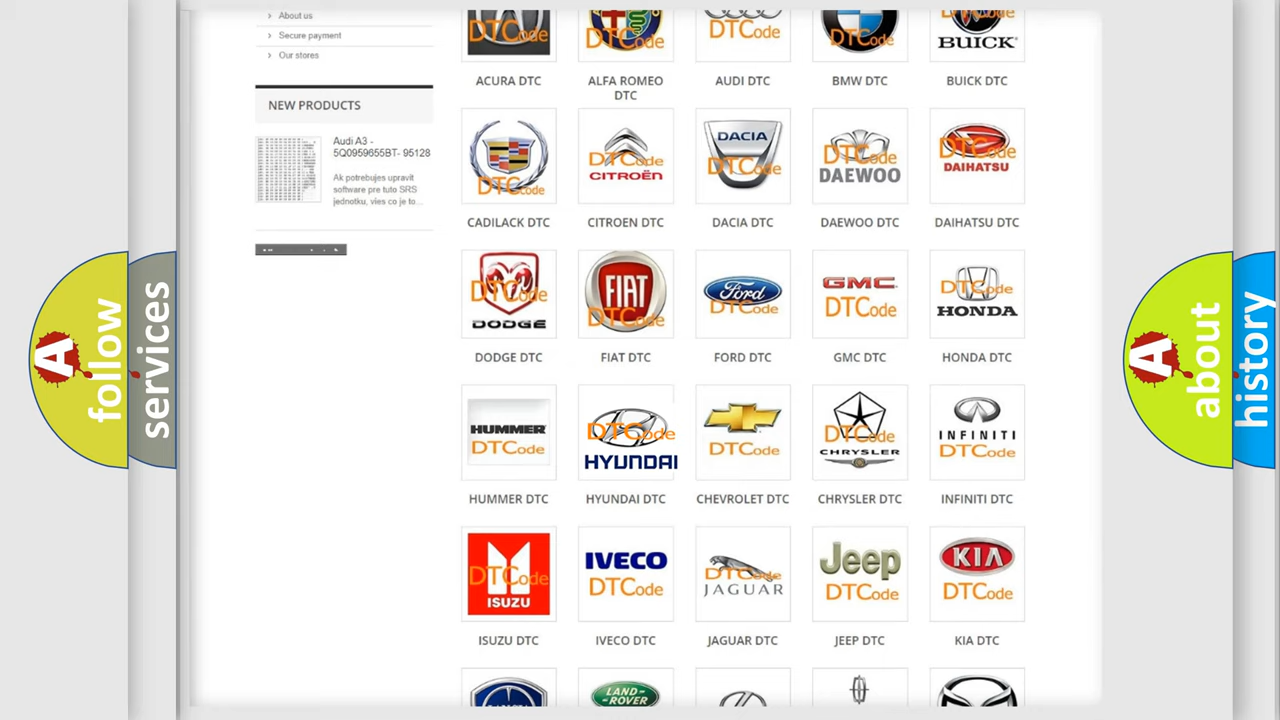 About us
Secure payment
Our stores
NEW PRODUCTS
Audi A3 -
5Q0959655BT- 95128
Ak potrebujes upravit
software pre tuto SRS
jednotku, vies co je to...
DTCode
DTCode
DTCode
DTCode
BUICK
ACURA DTC
ALFA ROMEO
DTC
AUDI DTC
BMW DTC
BUICK DTC
DTCode
DTCode
CITROËN
DACIA
DTCode
DTCode
DAEWOO
DTCode
DAIHATSU
CADILACK DTC
CITROEN DTC
DACIA DTC
DAEWOO DTC
DAIHATSU DTC
DTCode
DODGE
FIAT
DTCode
Ford
DTCode
GMC
DTCode
DTCode
HONDA
DODGE DTC
FIAT DTC
FORD DTC
GMC DTC
HONDA DTC
HUMMER
DTCode
DTCode
HYUNDAI
DTCode
DTCode
CHRYSLER
INFINITI
DTCode
HUMMER DTC
HYUNDAI DTC
CHEVROLET DTC
CHRYSLER DTC
INFINITI DTC
DTCode
ISUZU
IVECO
DTCode
DTCode
JAGUAR
Jeep
DTCode
KIA
DTCode
ISUZU DTC
IVECO DTC
JAGUAR DTC
JEEP DTC
KIA DTC
LAND-
ROVER
A
follow
services
A
about
history